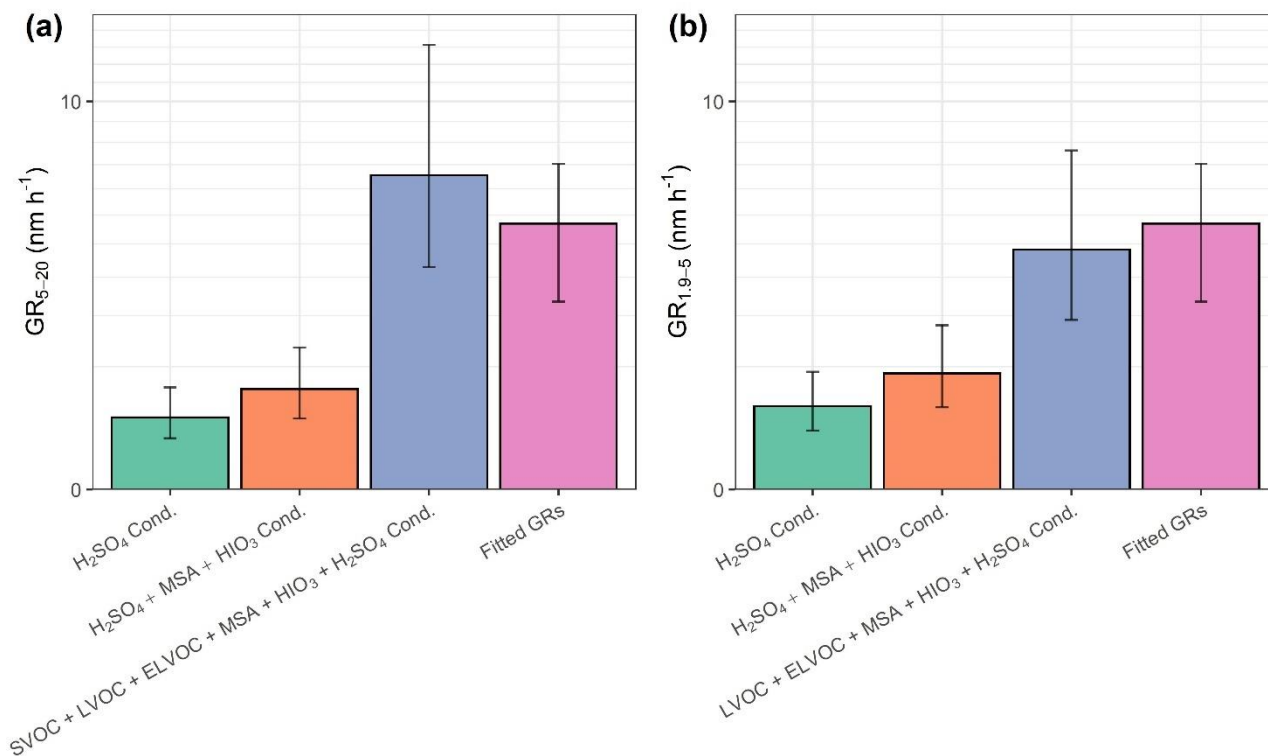 (a)
10
0
GR₅₋₂₀ (nm h⁻¹)
H₂SO₄ Cond.
H₂SO₄ + MSA + HIO₃ Cond.
SVOC + LVOC + ELVOC + MSA + HIO₃ + H₂SO₄ Cond.
Fitted GRs
(b)
10
0
GR₁.₉₋₅ (nm h⁻¹)
H₂SO₄ Cond.
H₂SO₄ + MSA + HIO₃ Cond.
LVOC + ELVOC + MSA + HIO₃ + H₂SO₄ Cond.
Fitted GRs